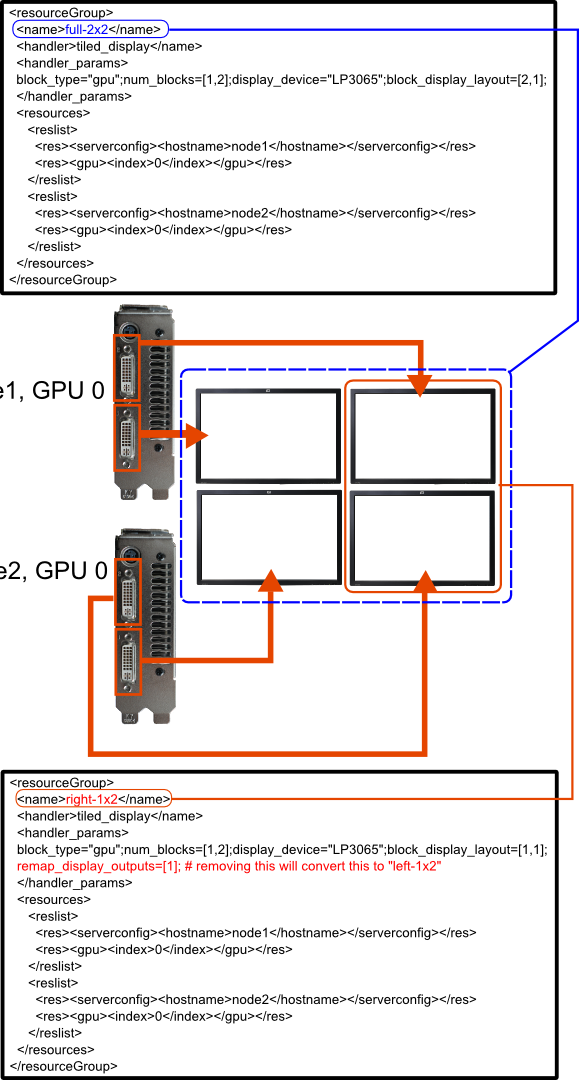 <resourceGroup>
<name>full-2x2</name>
<handler>tiled_display</name>
<handler_params>
block_type="gpu";num_blocks=[1,2];display_device="LP3065";block_display_layout=[2,1];
</handler_params>
<resources>
<reslist>
<res><serverconfig><hostname>node1</hostname></serverconfig></res>
<res><gpu><index>0</index></gpu></res>
</reslist>
<reslist>
<res><serverconfig><hostname>node2</hostname></serverconfig></res>
<res><gpu><index>0</index></gpu></res>
</reslist>
</resources>
</resourceGroup>
e1, GPU 0
e2, GPU 0
<resourceGroup>
<name>right-1x2</name>
<handler>tiled_display</name>
<handler_params>
block_type="gpu";num_blocks=[1,2];display_device="LP3065";block_display_layout=[1,1];
remap_display_outputs=[1]; # removing this will convert this to "left-1x2"
</handler_params>
<resources>
<reslist>
<res><serverconfig><hostname>node1</hostname></serverconfig></res>
<res><gpu><index>0</index></gpu></res>
</reslist>
<reslist>
<res><serverconfig><hostname>node2</hostname></serverconfig></res>
<res><gpu><index>0</index></gpu></res>
</reslist>
</resources>
</resourceGroup>